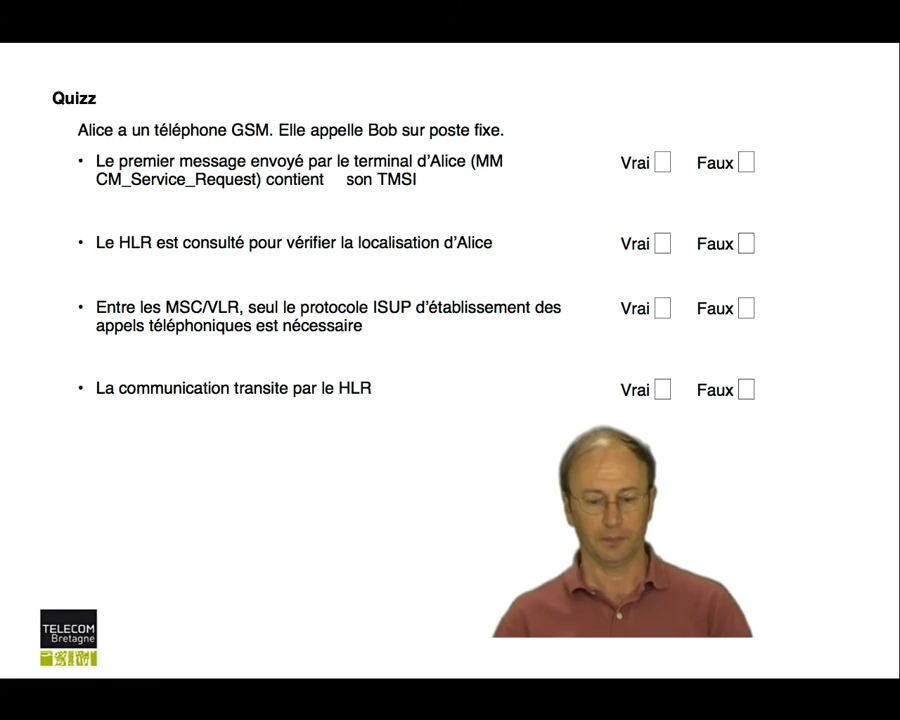 Quizz
Alice a un téléphone GSM. Elle appelle Bob sur poste fixe.
• Le premier message envoyé par le terminal d'Alice (MM Vrai Faux
CM_Service_Request) contient son TMSI
• Le HLR est consulté pour vérifier la localisation d'Alice Vrai Faux
• Entre les MSC/VLR, seul le protocole ISUP d'établissement des Vrai Faux
appels téléphoniques est nécessaire
• La communication transite par le HLR Vrai Faux
TELECOM
Bretagne